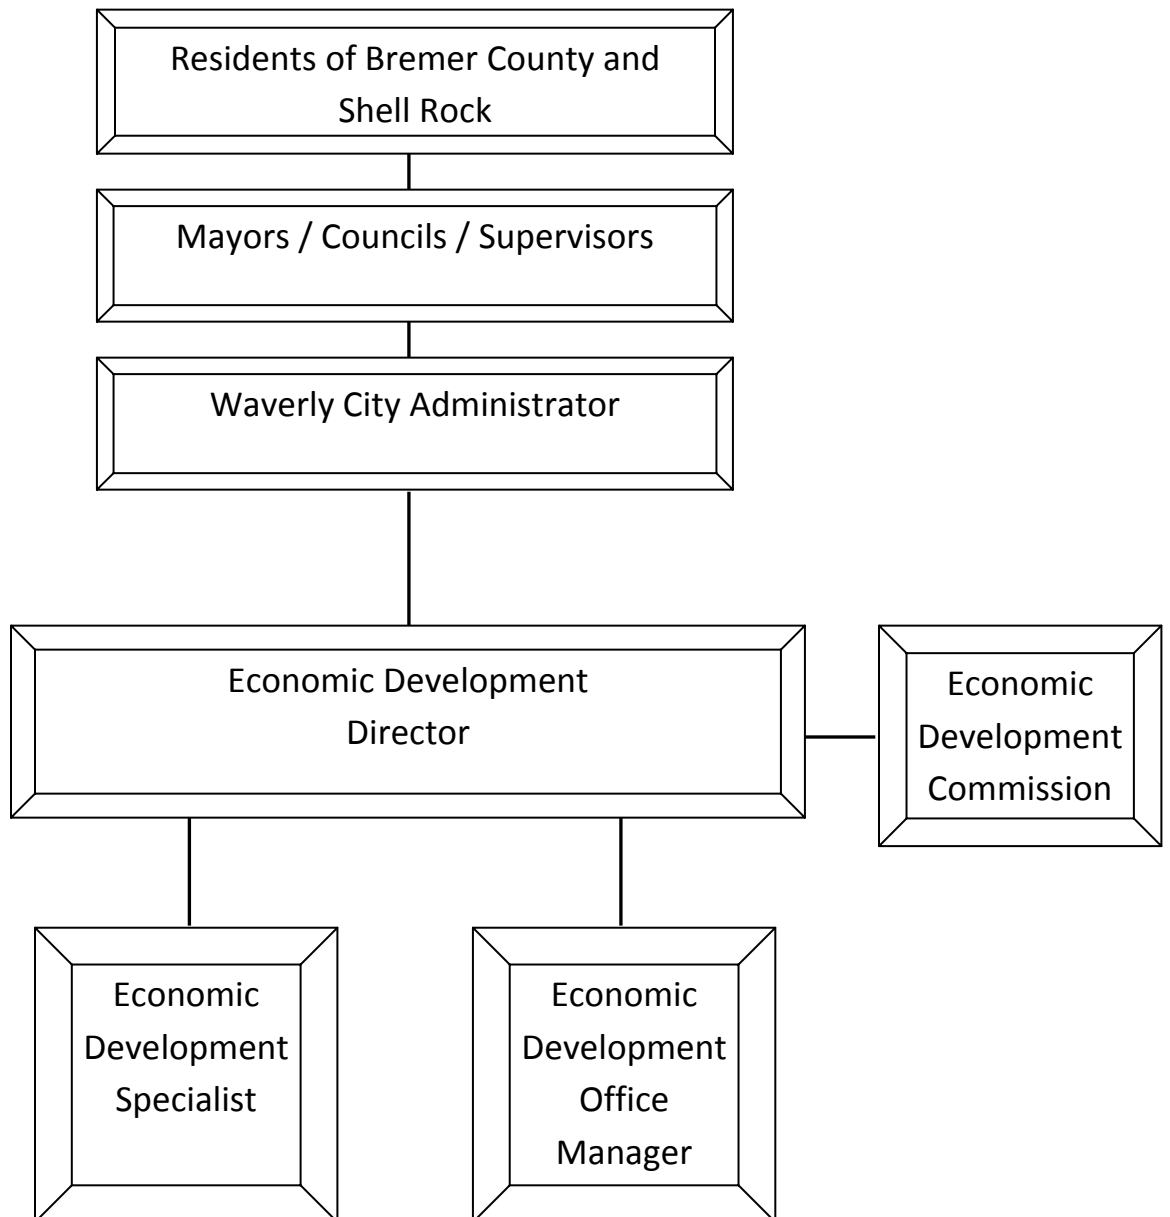 Residents of Bremer County and
Shell Rock
Mayors / Councils / Supervisors
Waverly City Administrator
Economic Development
Director
Economic
Development
Commission
Economic
Development
Specialist
Economic
Development
Office
Manager